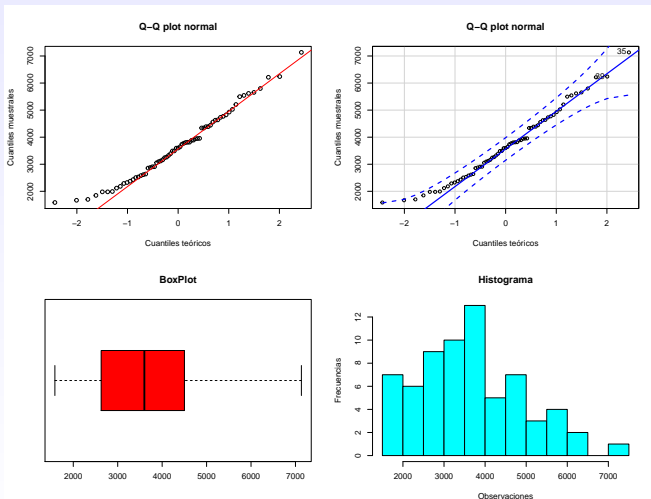 Q−Q plot normal
Cuantiles muestrales
2000 3000 4000 5000 6000 7000
−2 −1 0 1 2
Cuantiles teóricos
Q−Q plot normal
Cuantiles muestrales
2000 3000 4000 5000 6000 7000
35
−2 −1 0 1 2
Cuantiles teóricos
BoxPlot
2000 3000 4000 5000 6000 7000
Histograma
Frecuencias
0 2 4 6 8 10 12
2000 3000 4000 5000 6000 7000
Observaciones